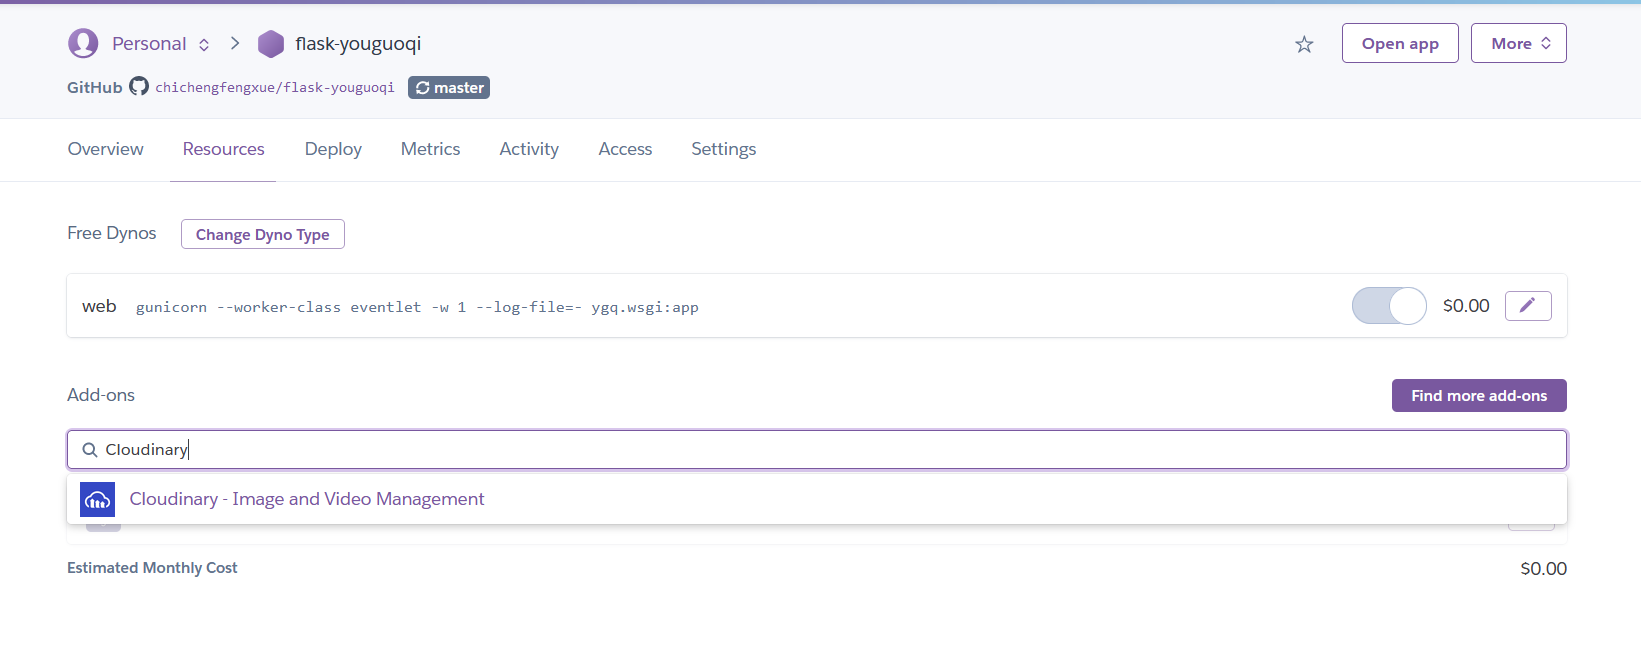 Personal flask-youguoqi Open app More
GitHub chichengfengxue/flask-youguoqi master
Overview Resources Deploy Metrics Activity Access Settings
Free Dynos Change Dyno Type
web gunicorn --worker-class eventlet -w 1 --log-file=- ygq.wsgi:app $0.00
Add-ons Find more add-ons
Cloudinary
Cloudinary - Image and Video Management
Estimated Monthly Cost $0.00